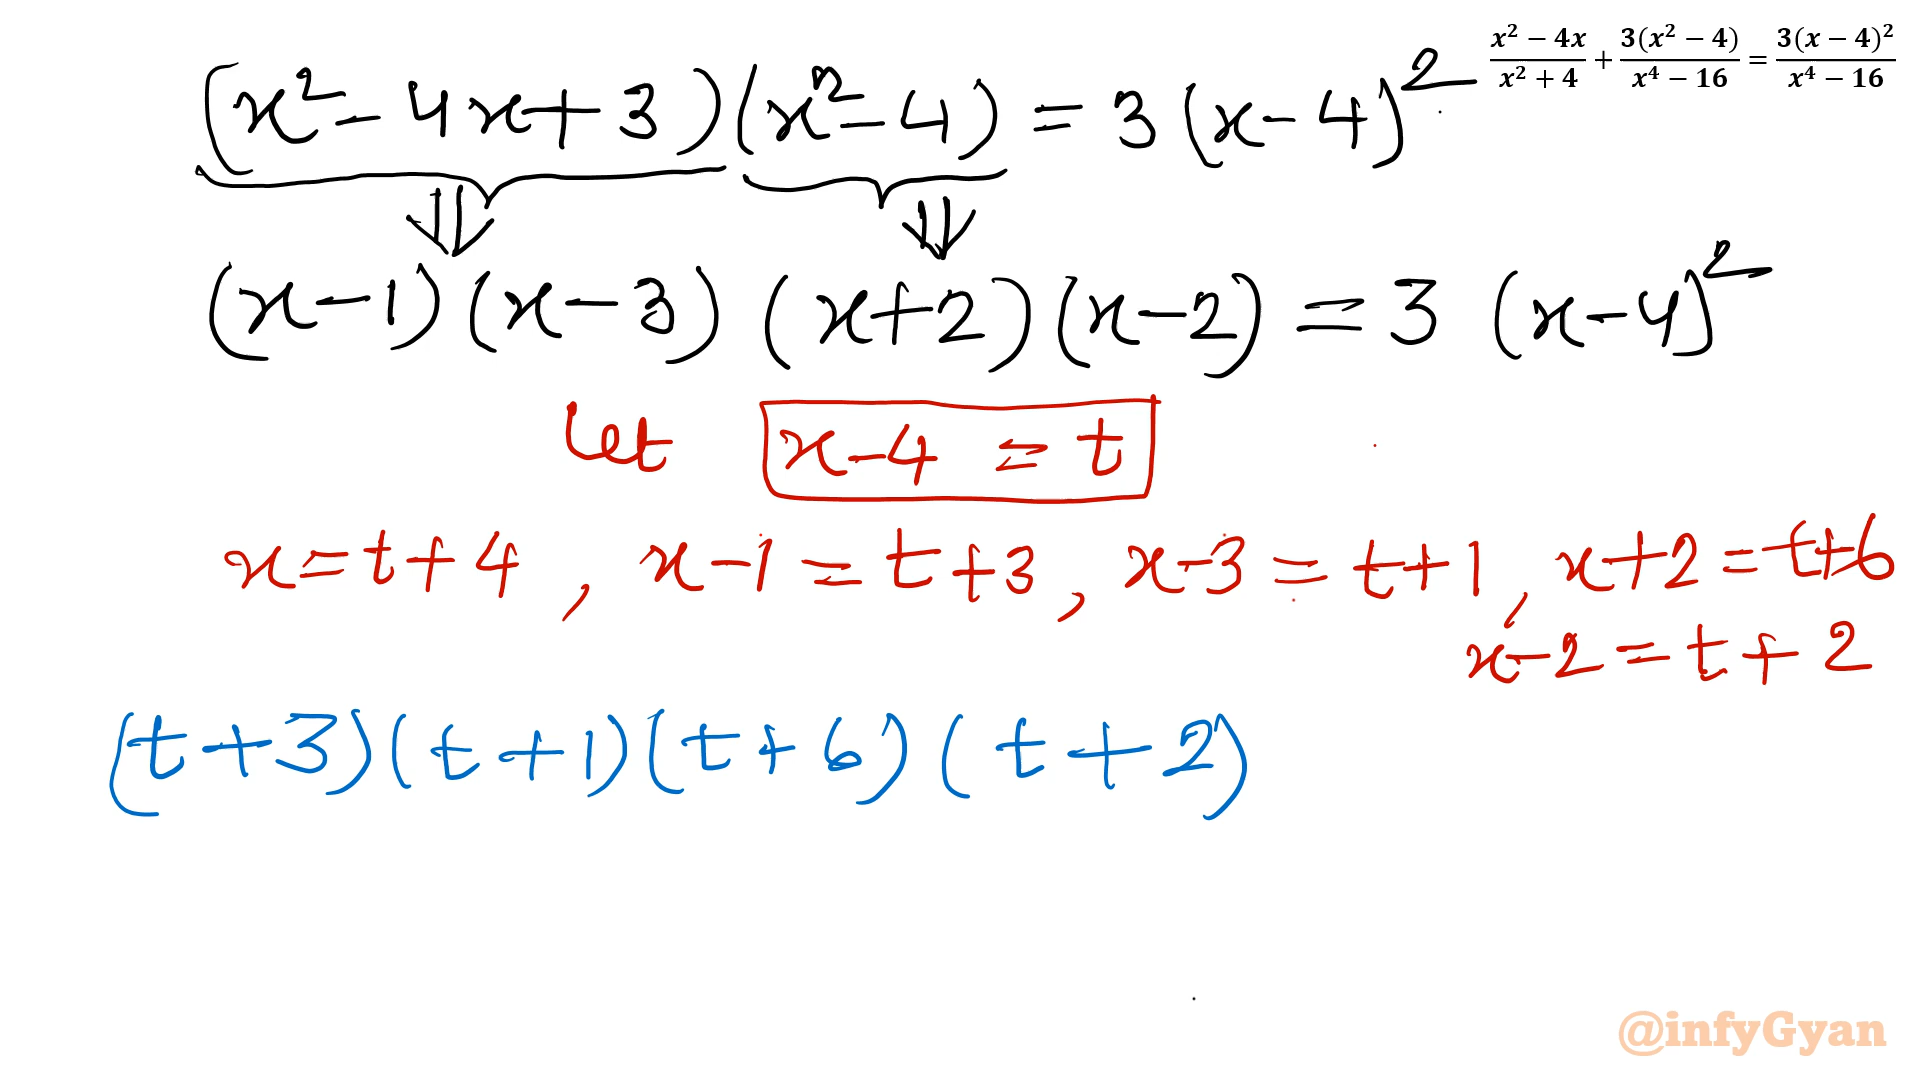 (x² - 4x + 3)(x² - 4) = 3(x - 4)²
(x² - 4x)/(x² + 4) + 3(x² - 4)/(x⁴ - 16) = 3(x - 4)²/(x⁴ - 16)
(x - 1)(x - 3)(x + 2)(x - 2) = 3(x - 4)²
Let x - 4 = t
x = t + 4 , x - 1 = t + 3 , x - 3 = t + 1 , x + 2 = t + 6
x - 2 = t + 2
(t + 3)(t + 1)(t + 6)(t + 2)
@infyGyan